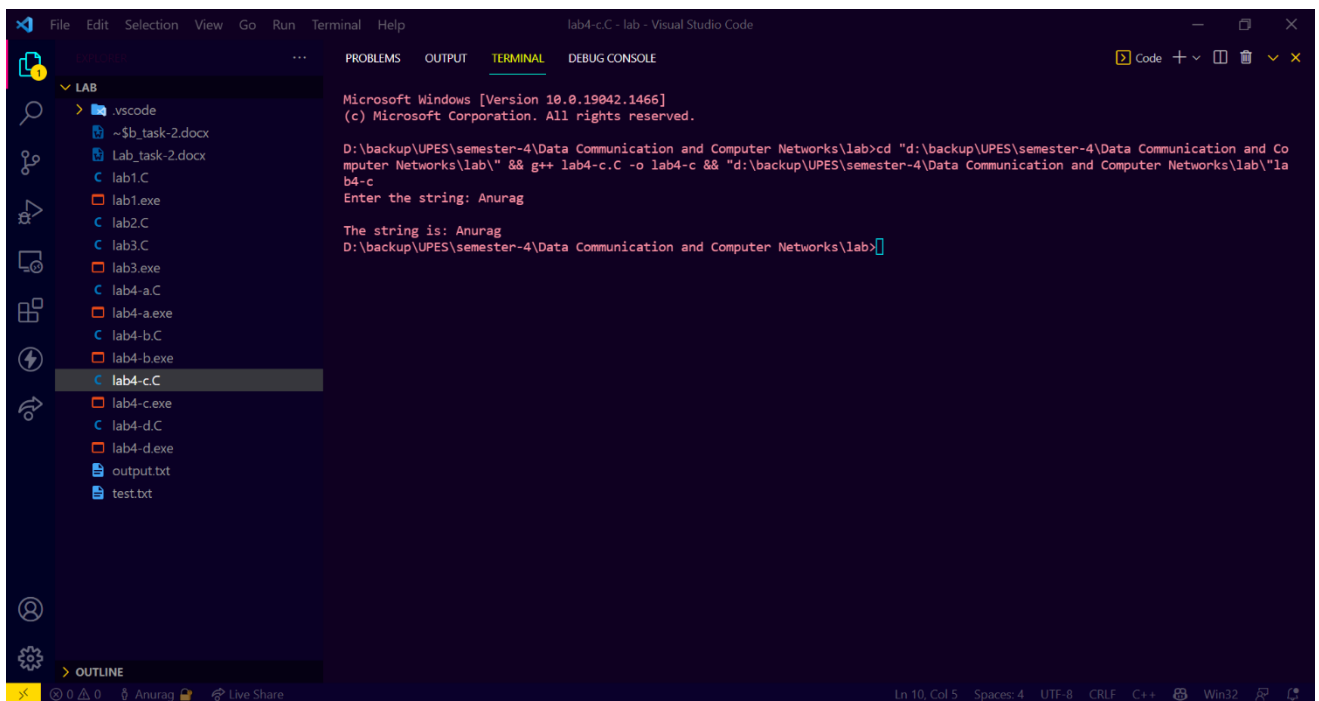 File Edit Selection View Go Run Terminal Help
lab4-c.C - lab - Visual Studio Code
EXPLORER
PROBLEMS OUTPUT TERMINAL DEBUG CONSOLE
Code
1
LAB
.vscode
~$b_task-2.docx
Lab_task-2.docx
C lab1.C
lab1.exe
C lab2.C
C lab3.C
lab3.exe
C lab4-a.C
lab4-a.exe
C lab4-b.C
lab4-b.exe
C lab4-c.C
lab4-c.exe
C lab4-d.C
lab4-d.exe
output.txt
test.txt
OUTLINE
Microsoft Windows [Version 10.0.19042.1466]
(c) Microsoft Corporation. All rights reserved.
D:\backup\UPES\semester-4\Data Communication and Computer Networks\lab>cd "d:\backup\UPES\semester-4\Data Communication and Co
mputer Networks\lab\" && g++ lab4-c.C -o lab4-c && "d:\backup\UPES\semester-4\Data Communication and Computer Networks\lab\"la
b4-c
Enter the string: Anurag
The string is: Anurag
D:\backup\UPES\semester-4\Data Communication and Computer Networks\lab>
0 0 Anurag Live Share
Ln 10, Col 5 Spaces: 4 UTF-8 CRLF C++ Win32